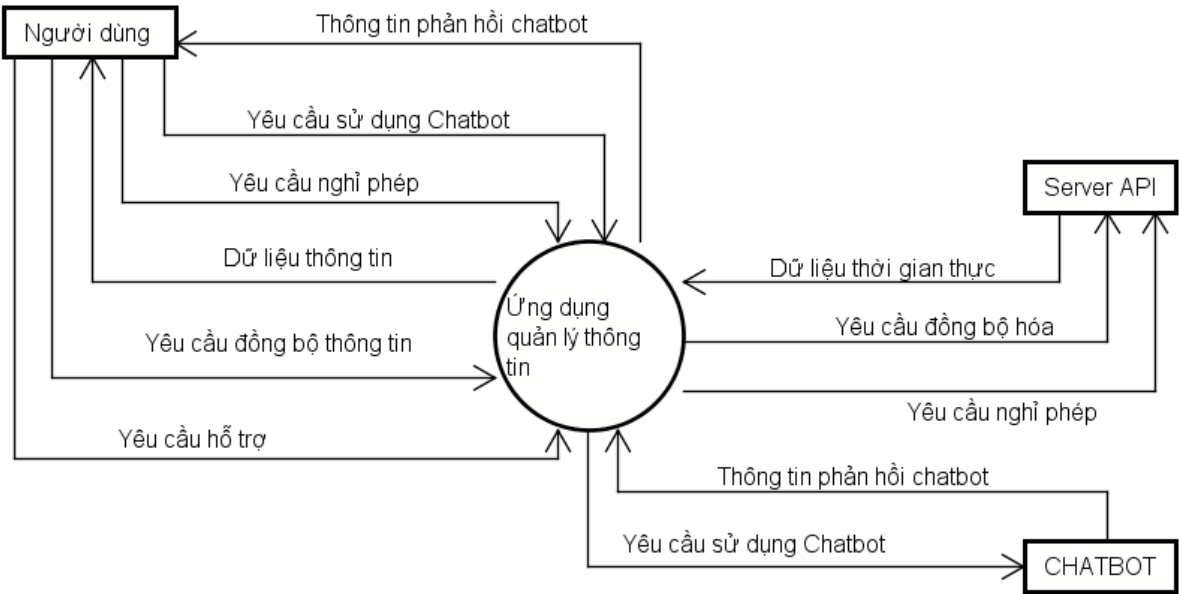 Thông tin phản hồi chatbot
Người dùng
Yêu cầu sử dụng Chatbot
Yêu cầu nghỉ phép
Server API
Dữ liệu thông tin
Dữ liệu thời gian thực
Ứng dụng
quản lý thông
tin
Yêu cầu đồng bộ hóa
Yêu cầu đồng bộ thông tin
Yêu cầu nghỉ phép
Yêu cầu hỗ trợ
Thông tin phản hồi chatbot
Yêu cầu sử dụng Chatbot
CHATBOT